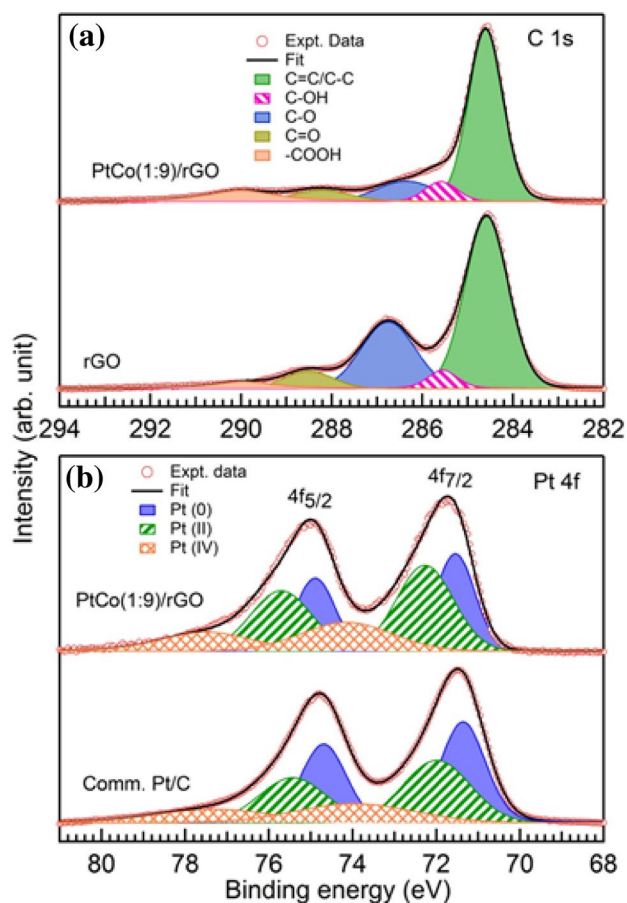 (a)
C 1s
Expt. Data
Fit
C=C/C-C
C-OH
C-O
C=O
-COOH
PtCo(1:9)/rGO
rGO
294 292 290 288 286 284 282
Intensity (arb. unit)
(b)
Pt 4f
Expt. data
Fit
Pt (0)
Pt (II)
Pt (IV)
4f5/2
4f7/2
PtCo(1:9)/rGO
Comm. Pt/C
80 78 76 74 72 70 68
Binding energy (eV)